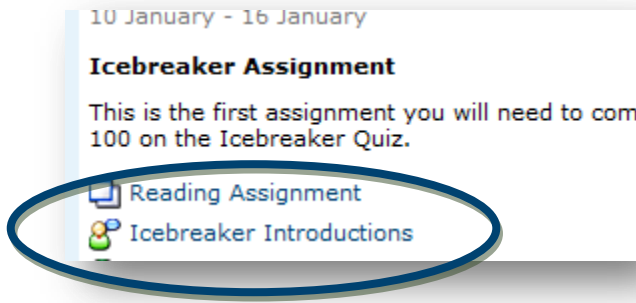 10 January - 16 January
Icebreaker Assignment
This is the first assignment you will need to com
100 on the Icebreaker Quiz.
Reading Assignment
Icebreaker Introductions